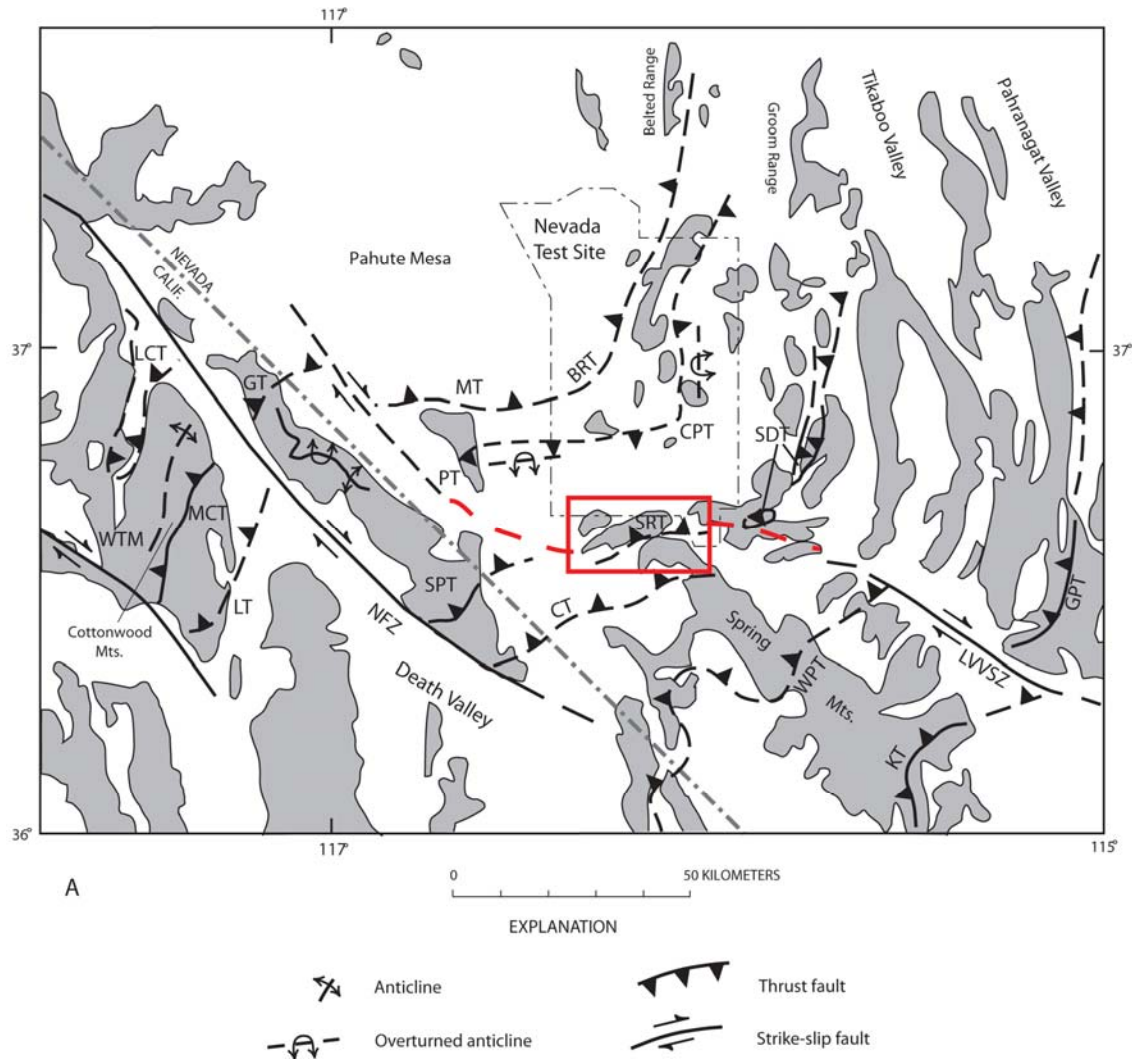 117°
Belted Range
Groom Range
Tikaboo Valley
Pahranagat Valley
Nevada
Test Site
NEVADA
CALIF.
Pahute Mesa
37°
37°
LCT
GT
MT
BRT
CPT
SDT
PT
SRT
WTM
MCT
LT
SPT
NFZ
CT
GPT
Cottonwood
Mts.
Death Valley
Spring
Mts.
WPT
LVVSZ
KT
36°
36°
117°
115°
A
0
50 KILOMETERS
EXPLANATION
Anticline
Thrust fault
Overturned anticline
Strike-slip fault